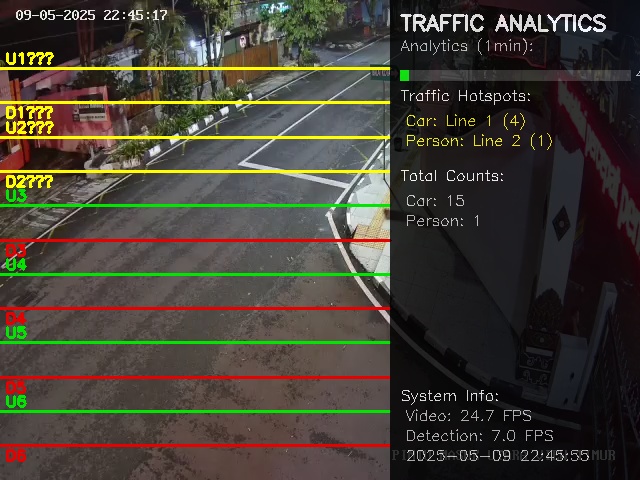 09-05-2025 22:45:17
U1???
D1???
U2???
D2???
U3
D3
U4
D4
U5
D5
U6
D6
TRAFFIC ANALYTICS
Analytics (1min):
Traffic Hotspots:
Car: Line 1 (4)
Person: Line 2 (1)
Total Counts:
Car: 15
Person: 1
System Info:
Video: 24.7 FPS
Detection: 7.0 FPS
2025-05-09 22:45:55